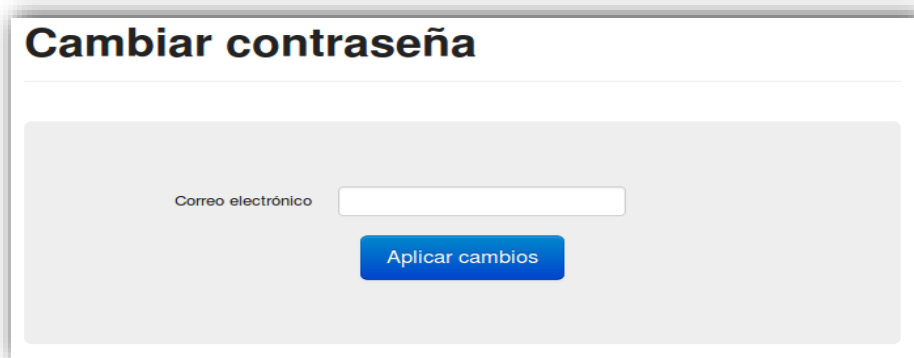 Cambiar contraseña
Correo electrónico
Aplicar cambios